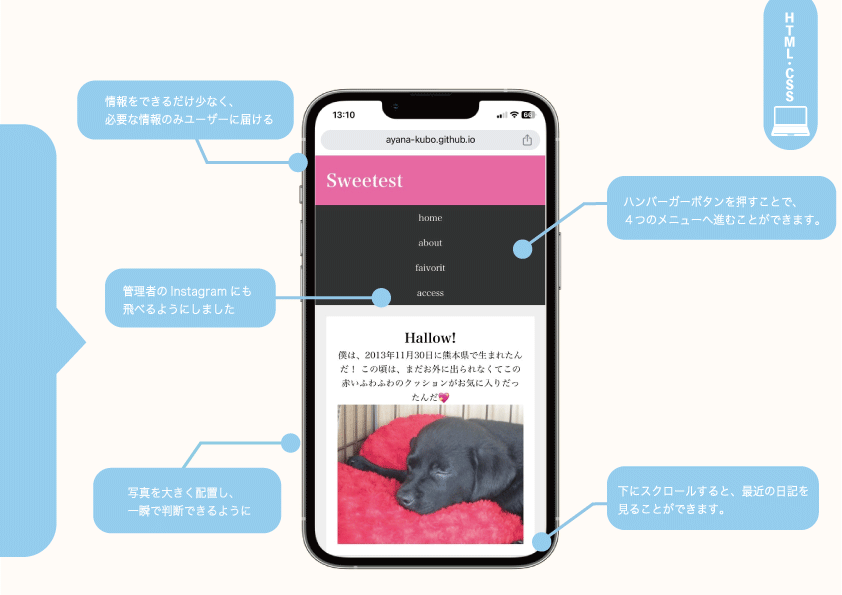 HTML・CSS
情報をできるだけ少なく、
必要な情報のみユーザーに届ける
13:10
64
ayana-kubo.github.io
Sweetest
home
about
faivorit
access
ハンバーガーボタンを押すことで、
４つのメニューへ進むことができます。
管理者の Instagram にも
飛べるようにしました
Hallow!
僕は、2013年11月30日に熊本県で生まれたん
だ！ この頃は、まだお外に出られなくてこの
赤いふわふわのクッションがお気に入りだっ
たんだ💖
写真を大きく配置し、
一瞬で判断できるように
下にスクロールすると、最近の日記を
見ることができます。